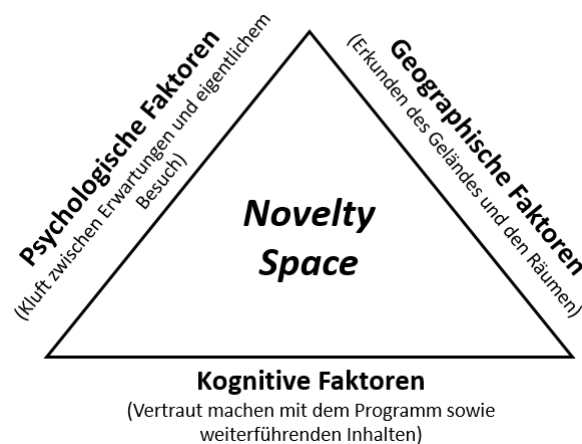 Psychologische Faktoren
(Kluft zwischen Erwartungen und eigentlichem
Besuch)
Geographische Faktoren
(Erkunden des Geländes und den Räumen)
Novelty
Space
Kognitive Faktoren
(Vertraut machen mit dem Programm sowie
weiterführenden Inhalten)